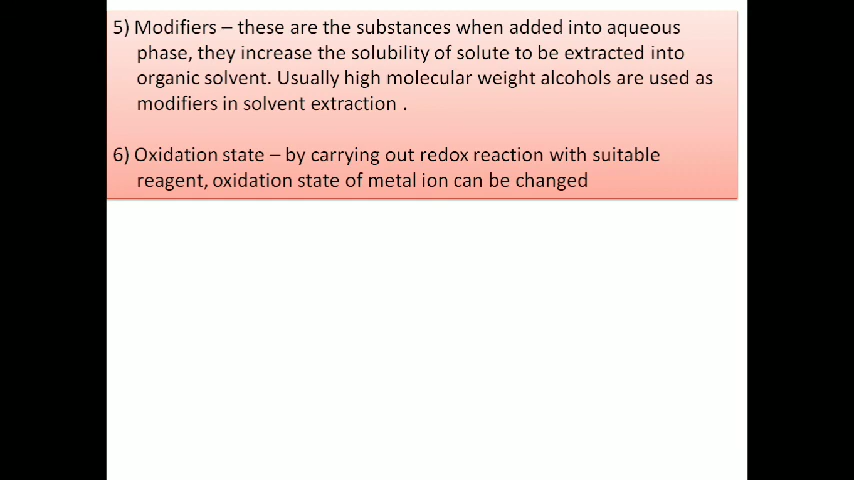 5) Modifiers – these are the substances when added into aqueous
phase, they increase the solubility of solute to be extracted into
organic solvent. Usually high molecular weight alcohols are used as
modifiers in solvent extraction .
6) Oxidation state – by carrying out redox reaction with suitable
reagent, oxidation state of metal ion can be changed